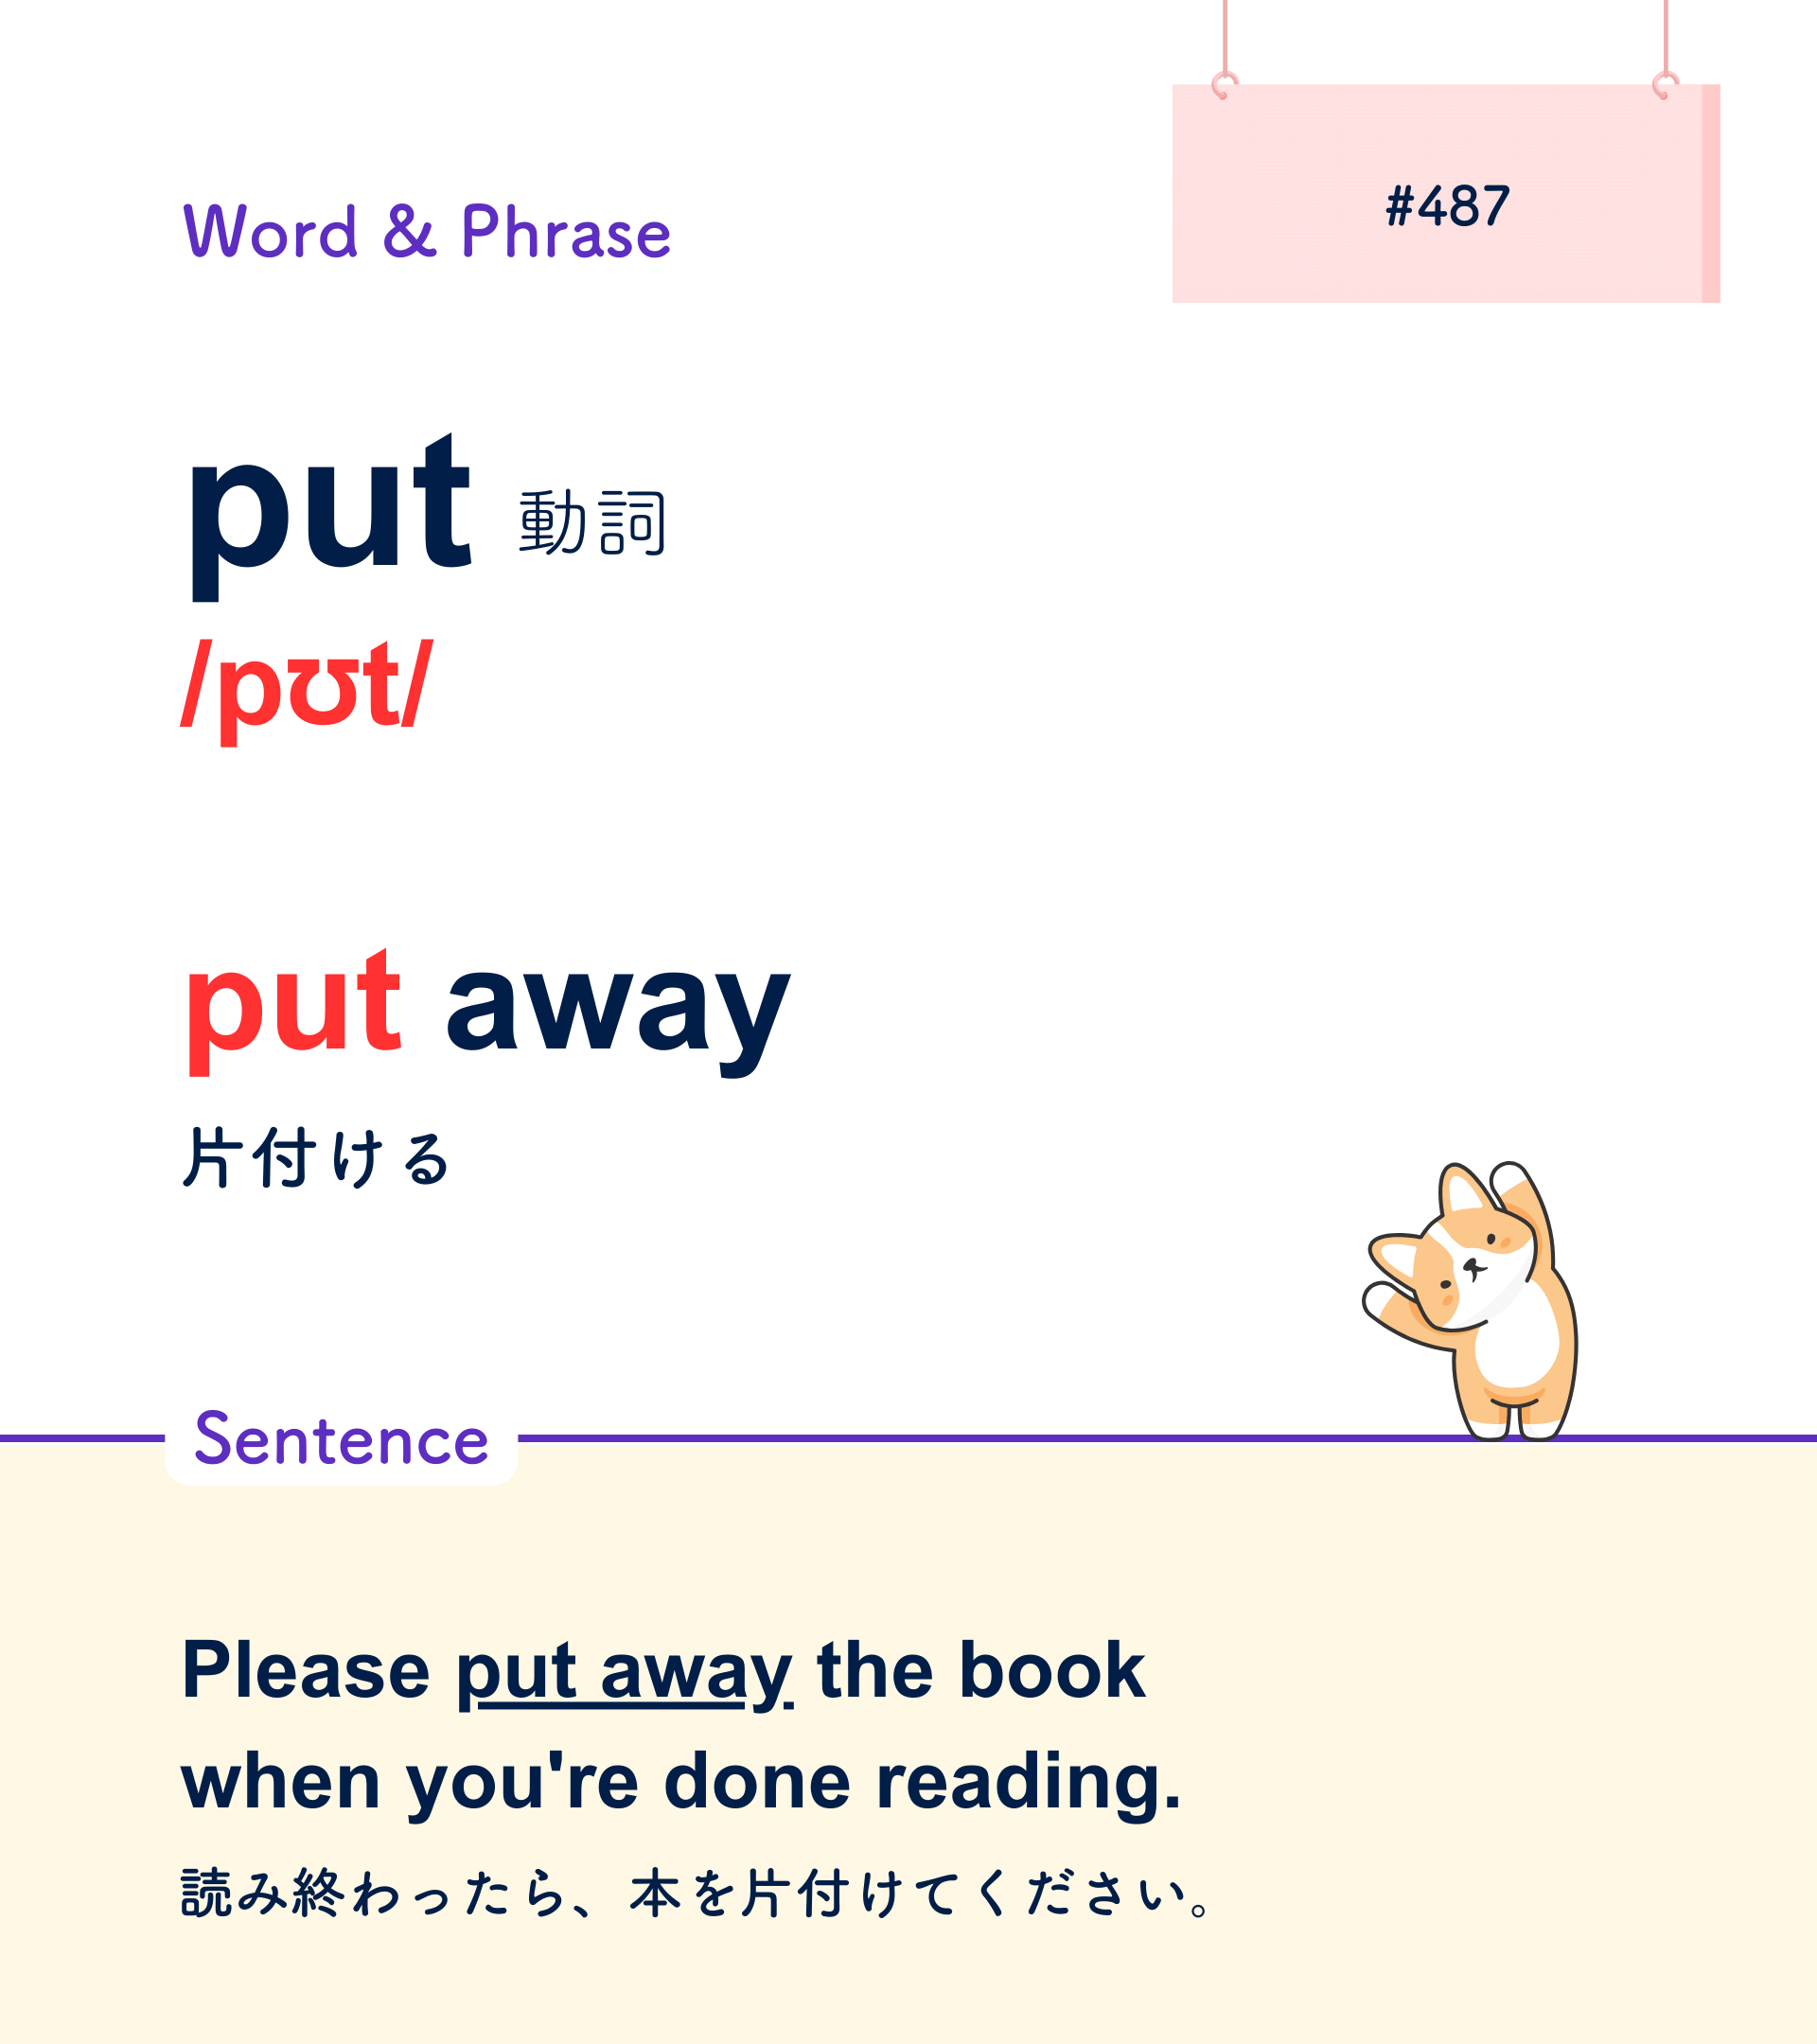 Word & Phrase
#487
put 動詞
/pʊt/
put away
片付ける
Sentence
Please put away the book
when you're done reading.
読み終わったら、本を片付けてください。